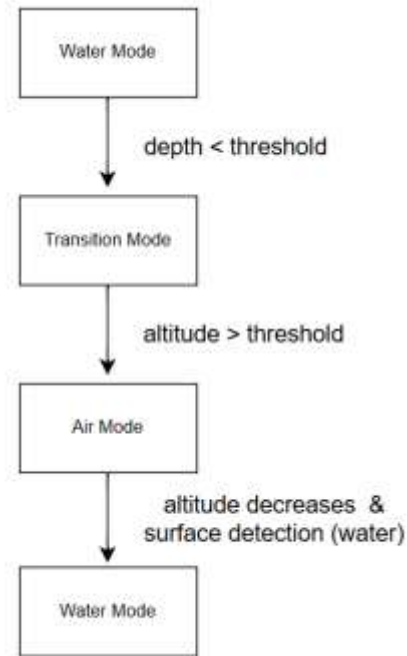 Water Mode
depth < threshold
Transition Mode
altitude > threshold
Air Mode
altitude decreases &
surface detection (water)
Water Mode